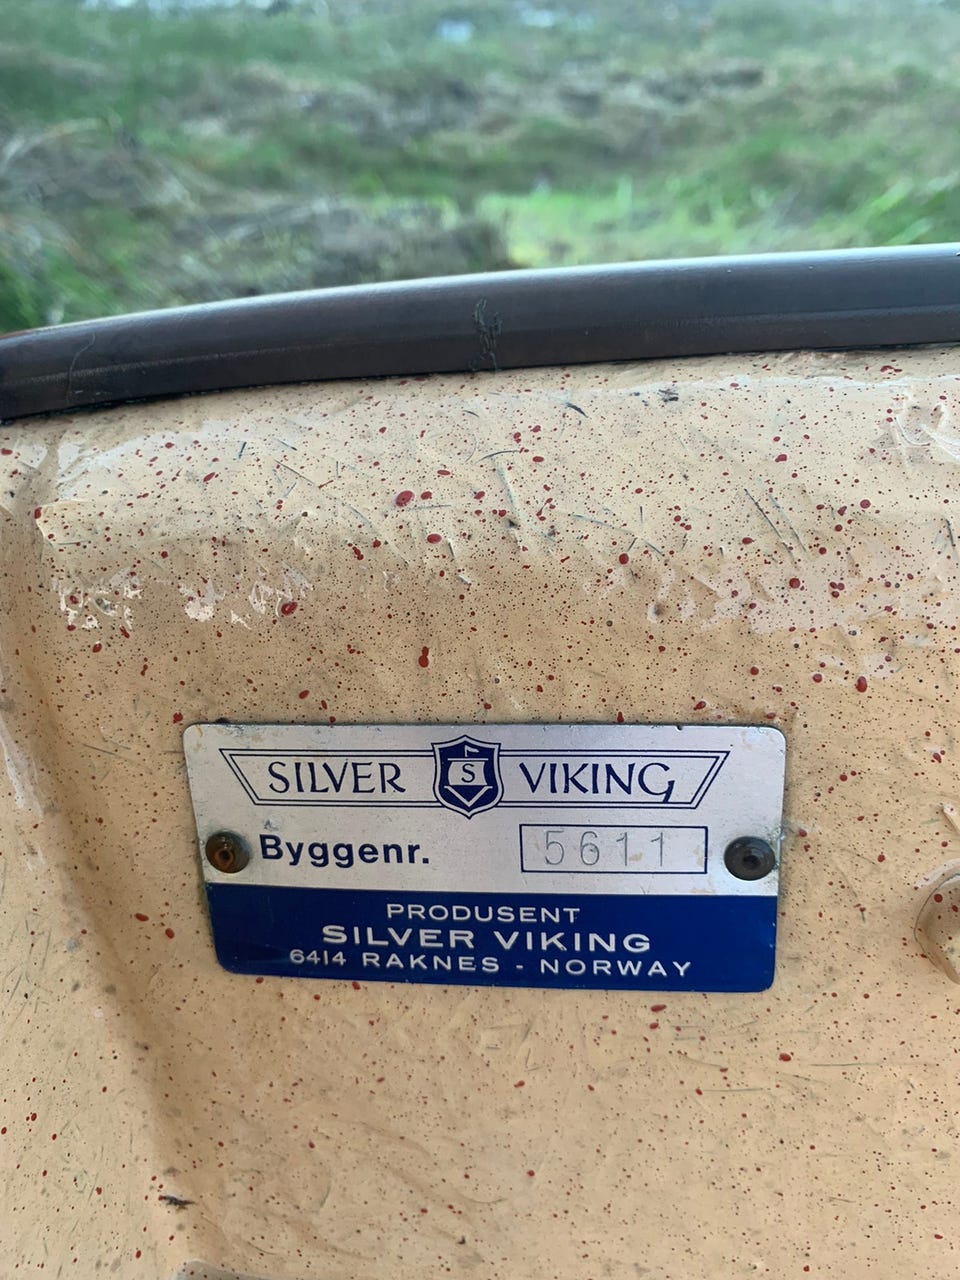 SILVER S VIKING
Byggenr. 5611
PRODUSENT
SILVER VIKING
6414 RAKNES - NORWAY